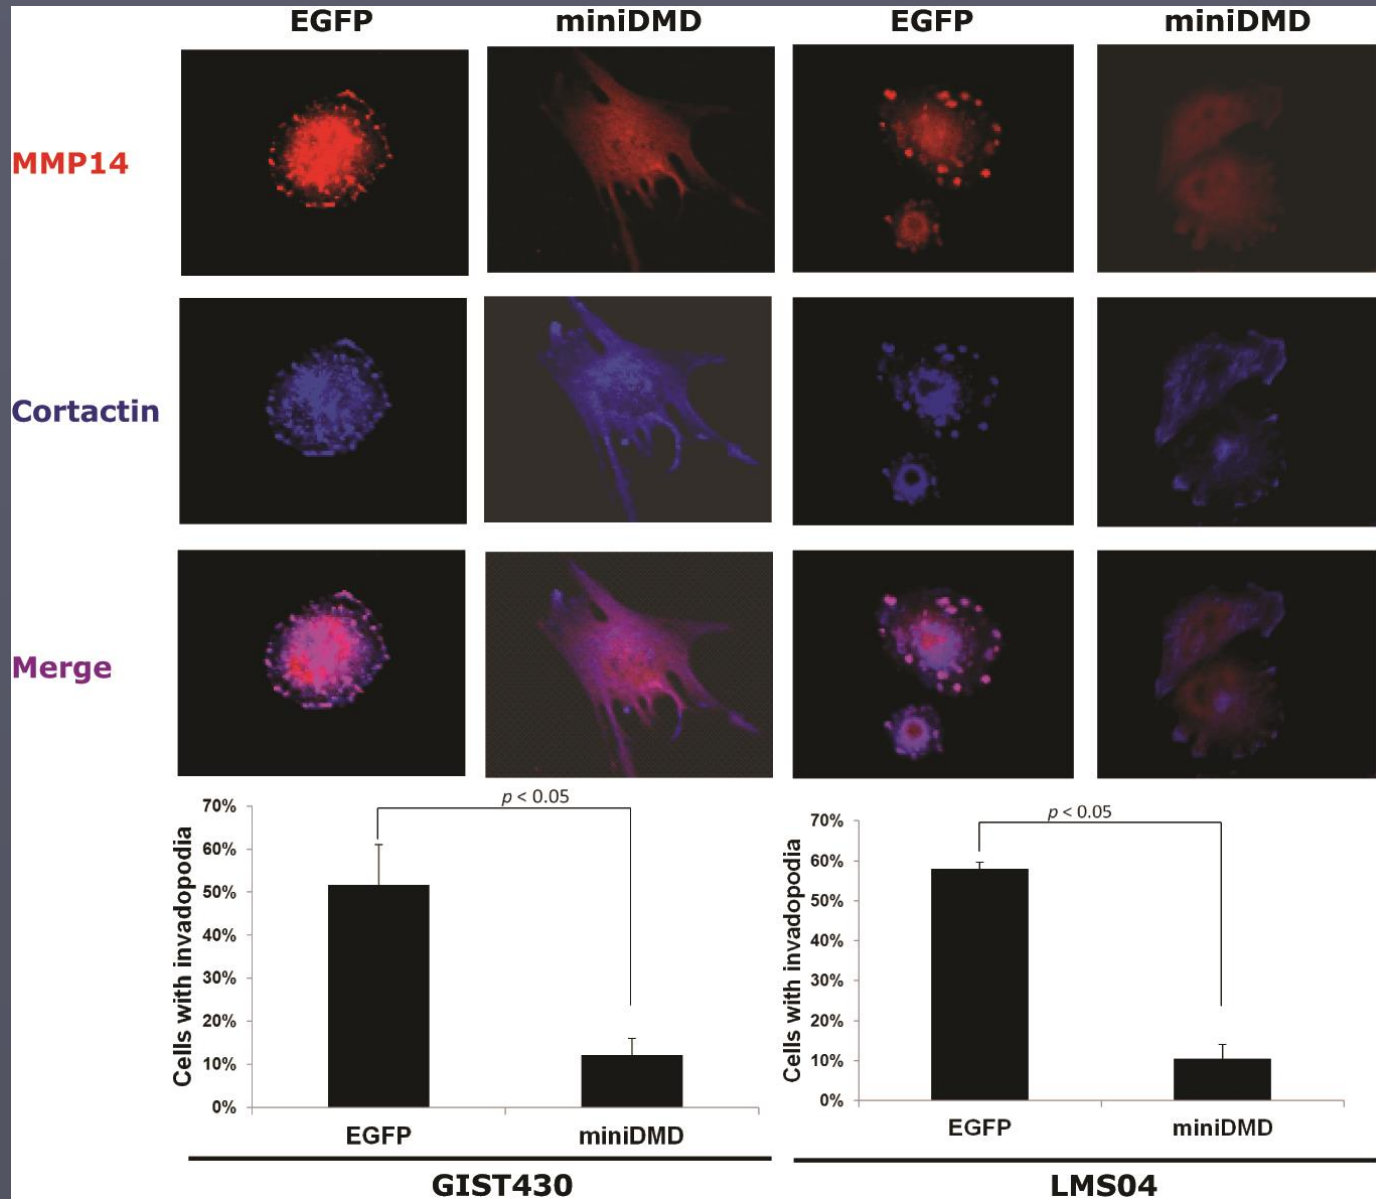 EGFP miniDMD EGFP miniDMD
MMP14
Cortactin
Merge
p < 0.05
Cells with invadopodia
70%
60%
50%
40%
30%
20%
10%
0%
EGFP miniDMD
GIST430
p < 0.05
Cells with invadopodia
70%
60%
50%
40%
30%
20%
10%
0%
EGFP miniDMD
LMS04